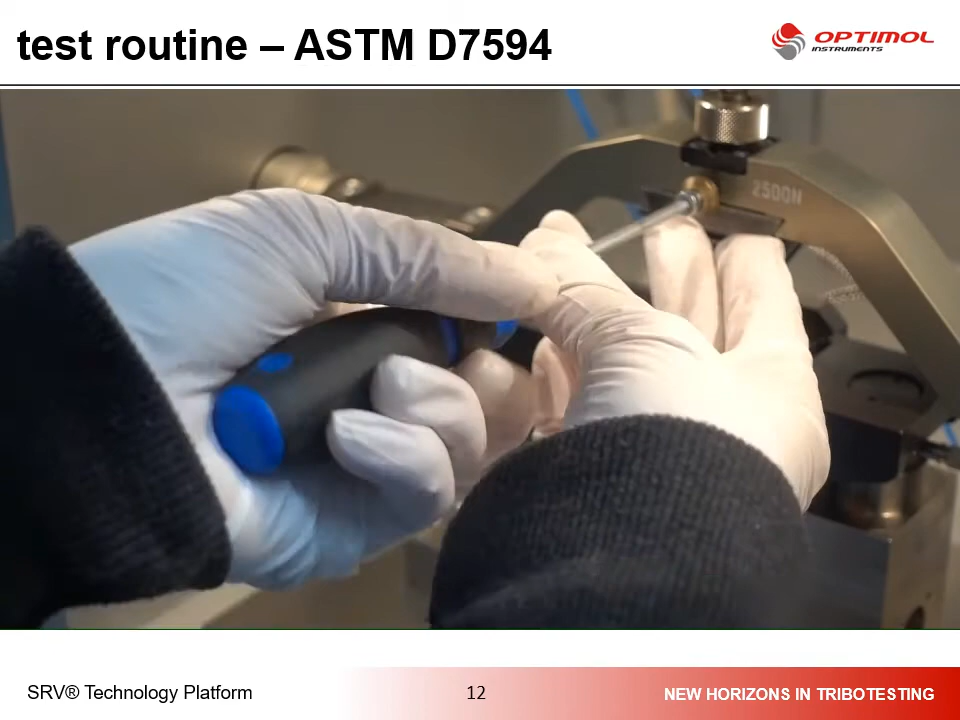 test routine – ASTM D7594
OPTIMOL
INSTRUMENTS
2500N
SRV® Technology Platform
12
NEW HORIZONS IN TRIBOTESTING